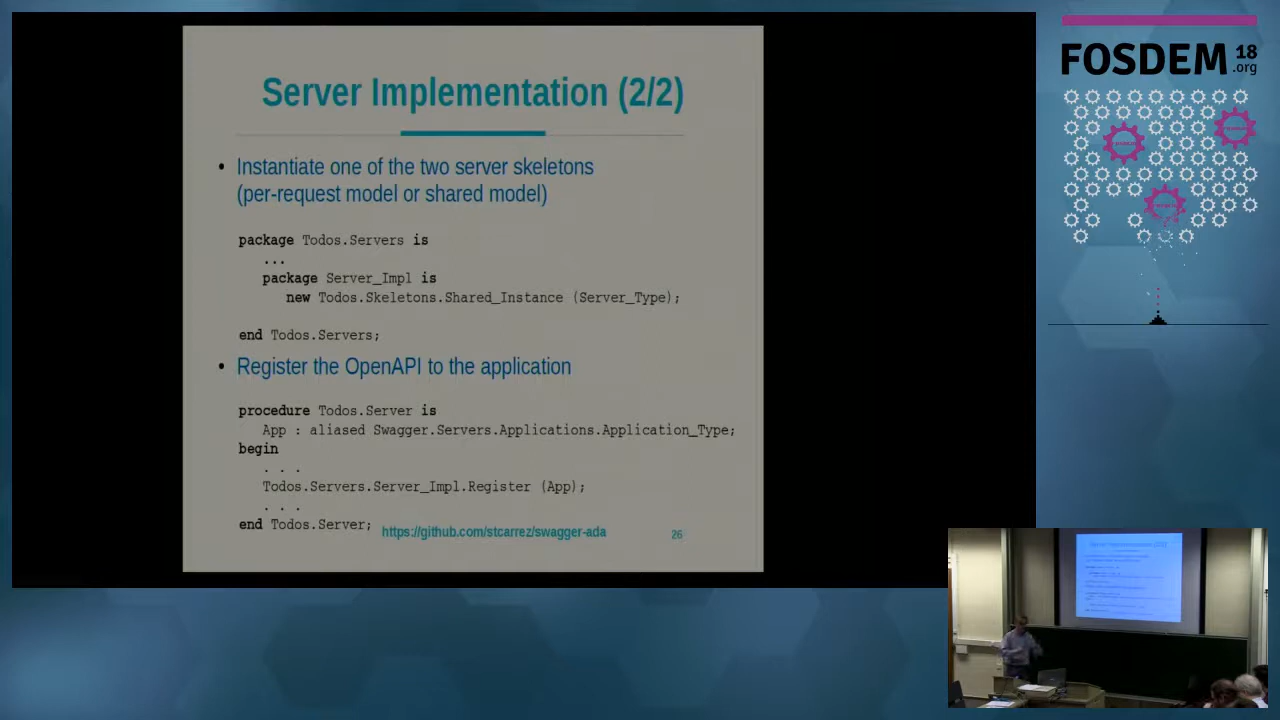 Server Implementation (2/2)
• Instantiate one of the two server skeletons
(per-request model or shared model)
package Todos.Servers is
...
package Server_Impl is
new Todos.Skeletons.Shared_Instance (Server_Type);
end Todos.Servers;
• Register the OpenAPI to the application
procedure Todos.Server is
App : aliased Swagger.Servers.Applications.Application_Type;
begin
. . .
Todos.Servers.Server_Impl.Register (App);
. . .
end Todos.Server;
https://github.com/stcarrez/swagger-ada
26
FOSDEM 18
.org